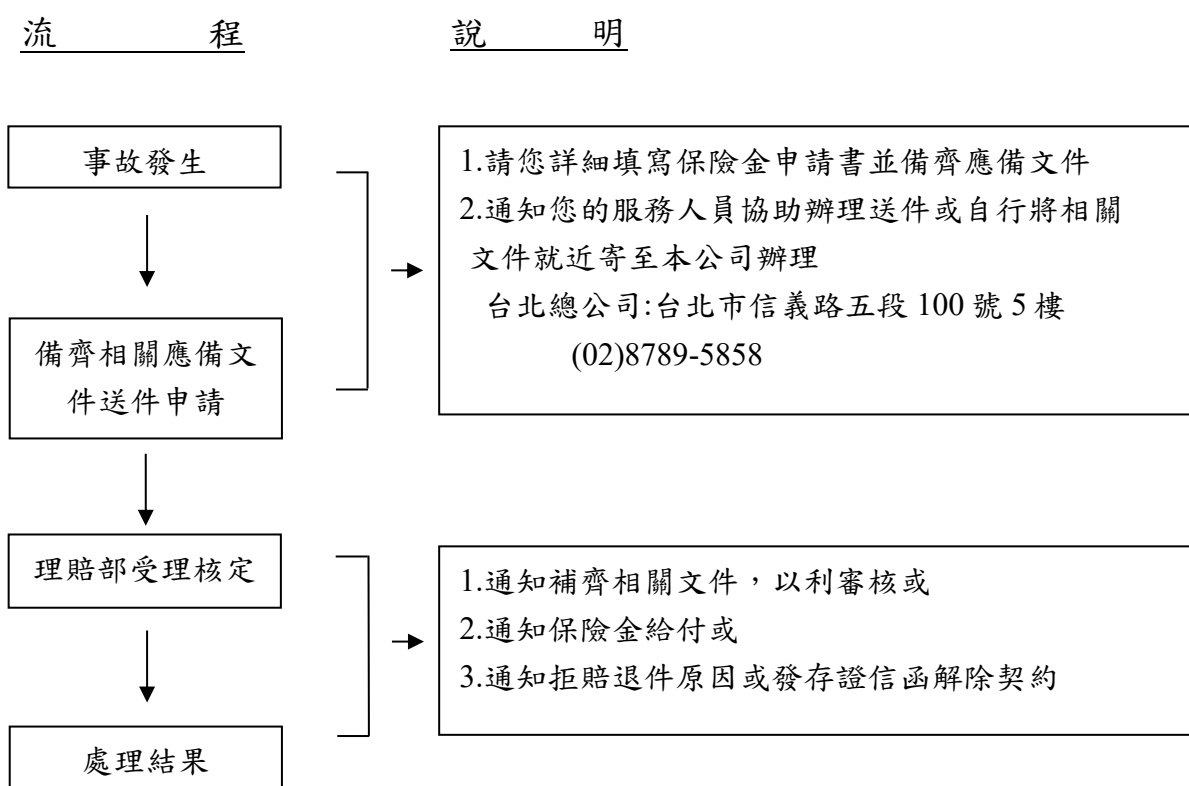 流程
說明
事故發生
1.請您詳細填寫保險金申請書並備齊應備文件
2.通知您的服務人員協助辦理送件或自行將相關
文件就近寄至本公司辦理
台北總公司:台北市信義路五段 100 號 5 樓
(02)8789-5858
備齊相關應備文
件送件申請
理賠部受理核定
1.通知補齊相關文件，以利審核或
2.通知保險金給付或
3.通知拒賠退件原因或發存證信函解除契約
處理結果